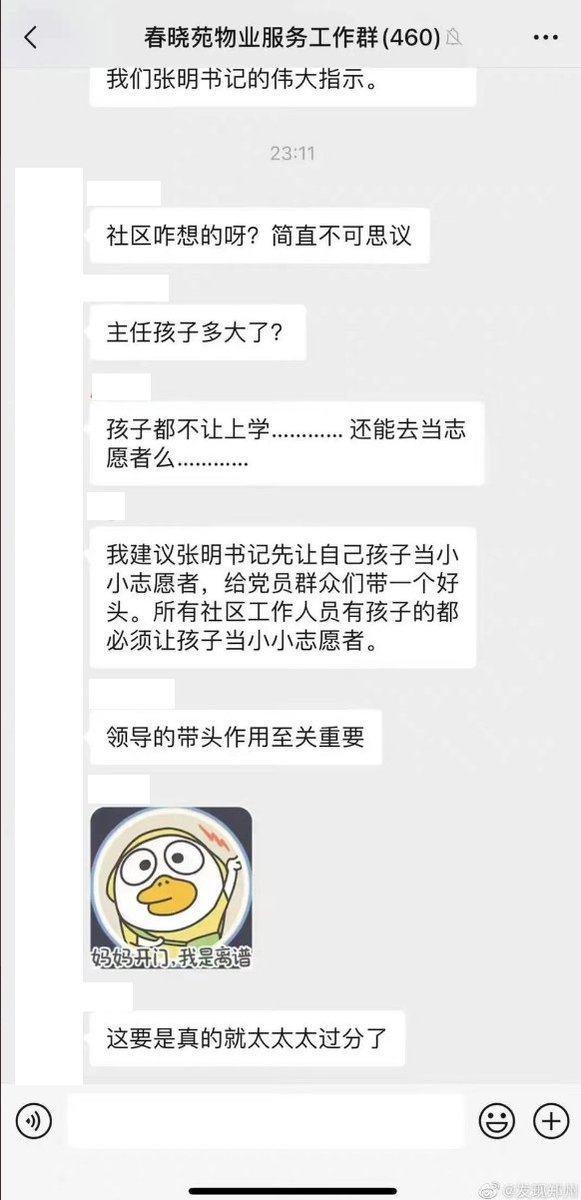 春晓苑物业服务工作群(460)
我们张明书记的伟大指示。
23:11
社区咋想的呀？简直不可思议
主任孩子多大了？
孩子都不让上学………… 还能去当志
愿者么…………
我建议张明书记先让自己孩子当小
小志愿者，给党员群众们带一个好
头。所有社区工作人员有孩子的都
必须让孩子当小小志愿者。
领导的带头作用至关重要
妈妈开门,我是离谱
这要是真的就太太太过分了
@发现郑州